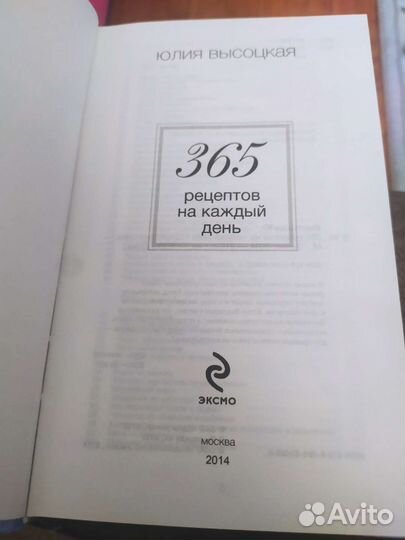 ЮЛИЯ ВЫСОЦКАЯ
365
рецептов
на каждый
день
ЭКСМО
МОСКВА
2014
Avito